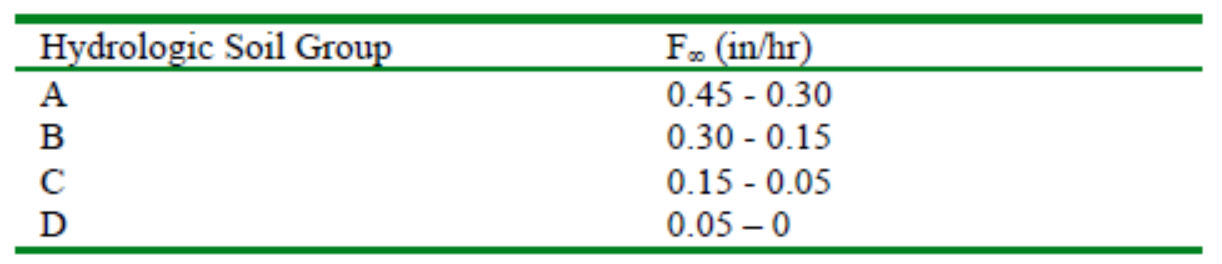 Hydrologic Soil Group F∞ (in/hr)
A 0.45 - 0.30
B 0.30 - 0.15
C 0.15 - 0.05
D 0.05 – 0